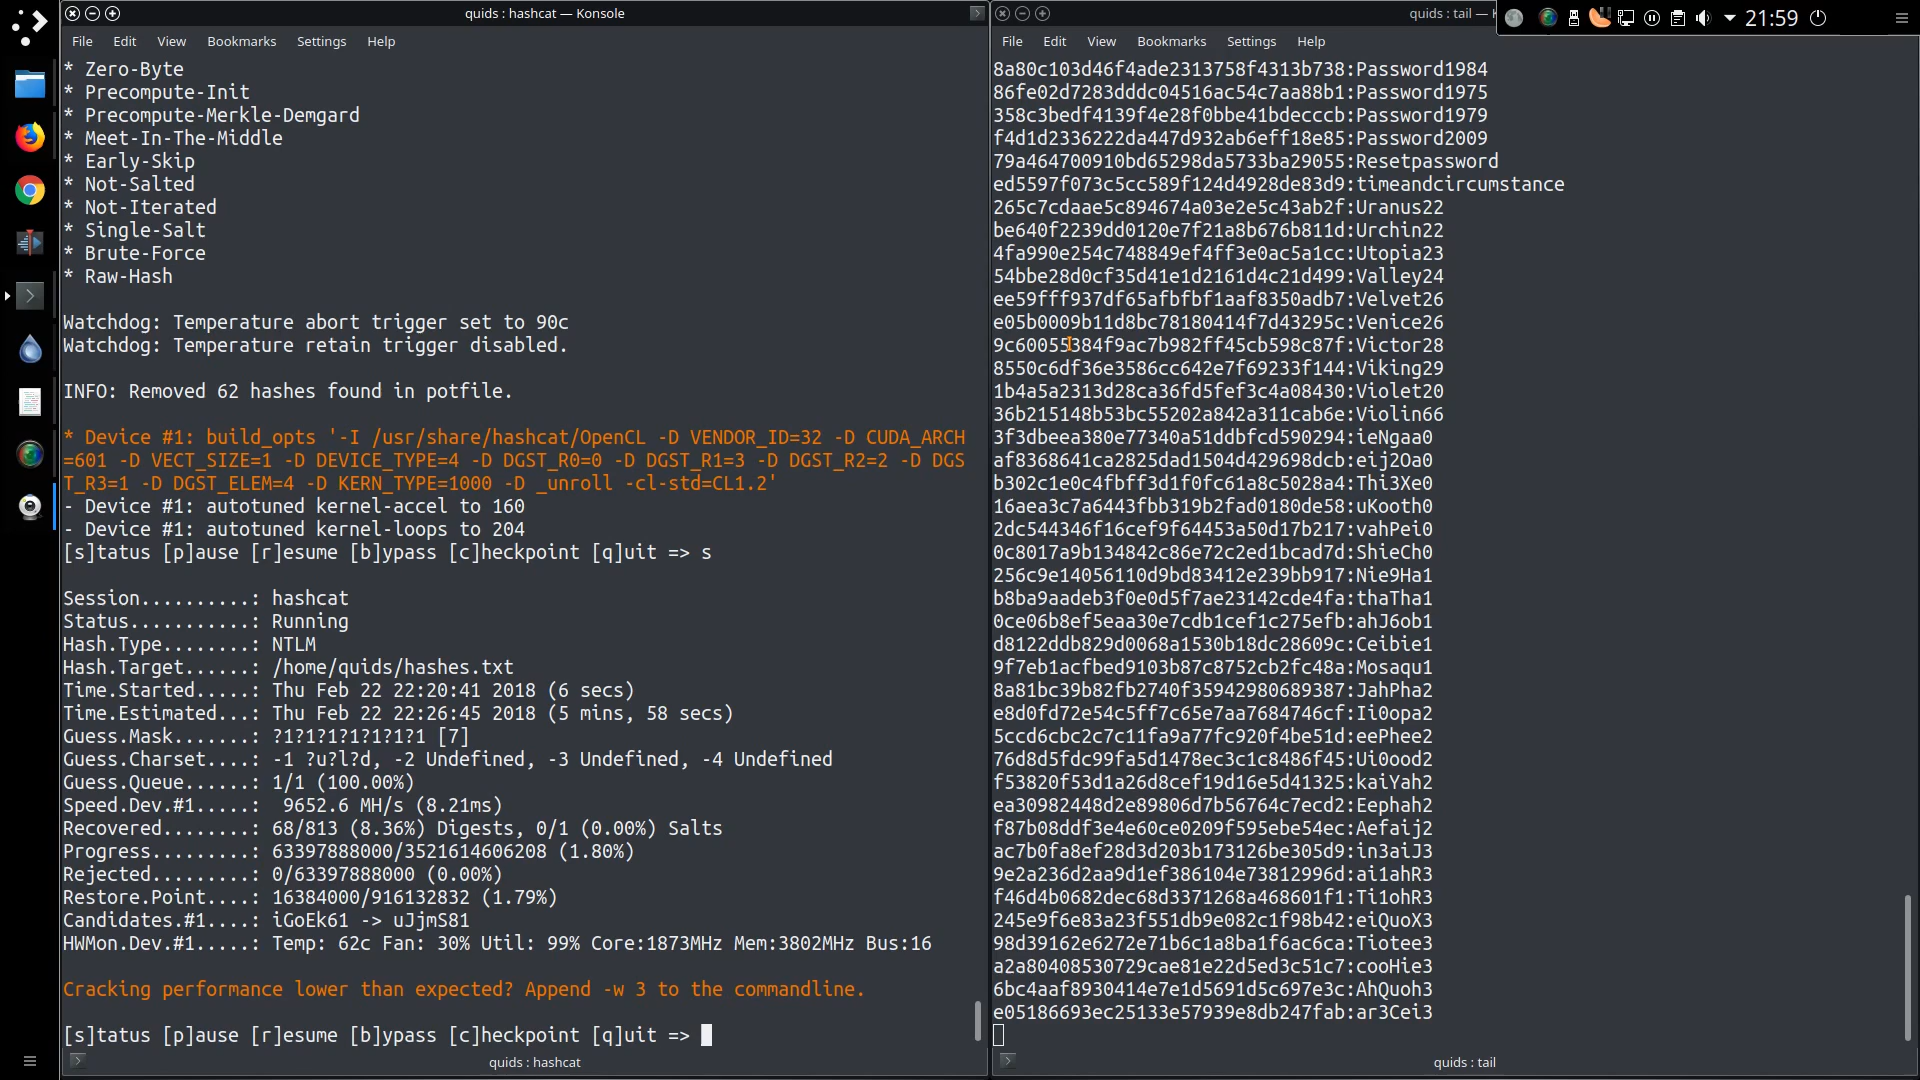 quids : hashcat — Konsole
File Edit View Bookmarks Settings Help
* Zero-Byte
* Precompute-Init
* Precompute-Merkle-Demgard
* Meet-In-The-Middle
* Early-Skip
* Not-Salted
* Not-Iterated
* Single-Salt
* Brute-Force
* Raw-Hash
Watchdog: Temperature abort trigger set to 90c
Watchdog: Temperature retain trigger disabled.
INFO: Removed 62 hashes found in potfile.
* Device #1: build_opts '-I /usr/share/hashcat/OpenCL -D VENDOR_ID=32 -D CUDA_ARCH
=601 -D VECT_SIZE=1 -D DEVICE_TYPE=4 -D DGST_R0=0 -D DGST_R1=3 -D DGST_R2=2 -D DGS
T_R3=1 -D DGST_ELEM=4 -D KERN_TYPE=1000 -D _unroll -cl-std=CL1.2'
- Device #1: autotuned kernel-accel to 160
- Device #1: autotuned kernel-loops to 204
[s]tatus [p]ause [r]esume [b]ypass [c]heckpoint [q]uit => s
Session..........: hashcat
Status...........: Running
Hash.Type........: NTLM
Hash.Target......: /home/quids/hashes.txt
Time.Started.....: Thu Feb 22 22:20:41 2018 (6 secs)
Time.Estimated...: Thu Feb 22 22:26:45 2018 (5 mins, 58 secs)
Guess.Mask.......: ?1?1?1?1?1?1?1 [7]
Guess.Charset....: -1 ?u?l?d, -2 Undefined, -3 Undefined, -4 Undefined
Guess.Queue......: 1/1 (100.00%)
Speed.Dev.#1.....:  9652.6 MH/s (8.21ms)
Recovered........: 68/813 (8.36%) Digests, 0/1 (0.00%) Salts
Progress.........: 63397888000/3521614606208 (1.80%)
Rejected.........: 0/63397888000 (0.00%)
Restore.Point....: 16384000/916132832 (1.79%)
Candidates.#1....: iGoEk61 -> uJjmS81
HWMon.Dev.#1.....: Temp: 62c Fan: 30% Util: 99% Core:1873MHz Mem:3802MHz Bus:16
Cracking performance lower than expected? Append -w 3 to the commandline.
[s]tatus [p]ause [r]esume [b]ypass [c]heckpoint [q]uit =>
quids : hashcat
quids : tail —
21:59
File Edit View Bookmarks Settings Help
8a80c103d46f4ade2313758f4313b738:Password1984
86fe02d7283dddc04516ac54c7aa88b1:Password1975
358c3bedf4139f4e28f0bbe41bdecccb:Password1979
f4d1d2336222da447d932ab6eff18e85:Password2009
79a464700910bd65298da5733ba29055:Resetpassword
ed5597f073c5cc589f124d4928de83d9:timeandcircumstance
265c7cdaae5c894674a03e2e5c43ab2f:Uranus22
be640f2239dd0120e7f21a8b676b811d:Urchin22
4fa990e254c748849ef4ff3e0ac5a1cc:Utopia23
54bbe28d0cf35d41e1d2161d4c21d499:Valley24
ee59fff937df65afbfbf1aaf8350adb7:Velvet26
e05b0009b11d8bc78180414f7d43295c:Venice26
9c60055384f9ac7b982ff45cb598c87f:Victor28
8550c6df36e3586cc642e7f69233f144:Viking29
1b4a5a2313d28ca36fd5fef3c4a08430:Violet20
36b215148b53bc55202a842a311cab6e:Violin66
3f3dbeea380e77340a51ddbfcd590294:ieNgaa0
af8368641ca2825dad1504d429698dcb:eij2Oa0
b302c1e0c4fbff3d1f0fc61a8c5028a4:Thi3Xe0
16aea3c7a6443fbb319b2fad0180de58:uKooth0
2dc544346f16cef9f64453a50d17b217:vahPei0
0c8017a9b134842c86e72c2ed1bcad7d:ShieCh0
256c9e14056110d9bd83412e239bb917:Nie9Ha1
b8ba9aadeb3f0e0d5f7ae23142cde4fa:thaTha1
0ce06b8ef5eaa30e7cdb1cef1c275efb:ahJ6ob1
d8122ddb829d0068a1530b18dc28609c:Ceibie1
9f7eb1acfbed9103b87c8752cb2fc48a:Mosaqu1
8a81bc39b82fb2740f35942980689387:JahPha2
e8d0fd72e54c5ff7c65e7aa7684746cf:Ii0opa2
5ccd6cbc2c7c11fa9a77fc920f4be51d:eePhee2
76d8d5fdc99fa5d1478ec3c1c8486f45:Ui0ood2
f53820f53d1a26d8cef19d16e5d41325:kaiYah2
ea30982448d2e89806d7b56764c7ecd2:Eephah2
f87b08ddf3e4e60ce0209f595ebe54ec:Aefaij2
ac7b0fa8ef28d3d203b173126be305d9:in3aiJ3
9e2a236d2aa9d1ef386104e73812996d:ai1ahR3
f46d4b0682dec68d3371268a468601f1:Ti1ohR3
245e9f6e83a23f551db9e082c1f98b42:eiQuoX3
98d39162e6272e71b6c1a8ba1f6ac6ca:Tiotee3
a2a80408530729cae81e22d5ed3c51c7:cooHie3
6bc4aaf8930414e7e1d5691d5c697e3c:AhQuoh3
e05186693ec25133e57939e8db247fab:ar3Cei3
quids : tail